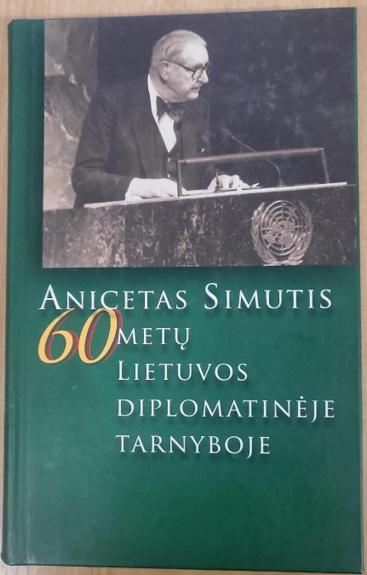 ANICETAS SIMUTIS
60 METŲ
LIETUVOS
DIPLOMATINĖJE
TARNYBOJE